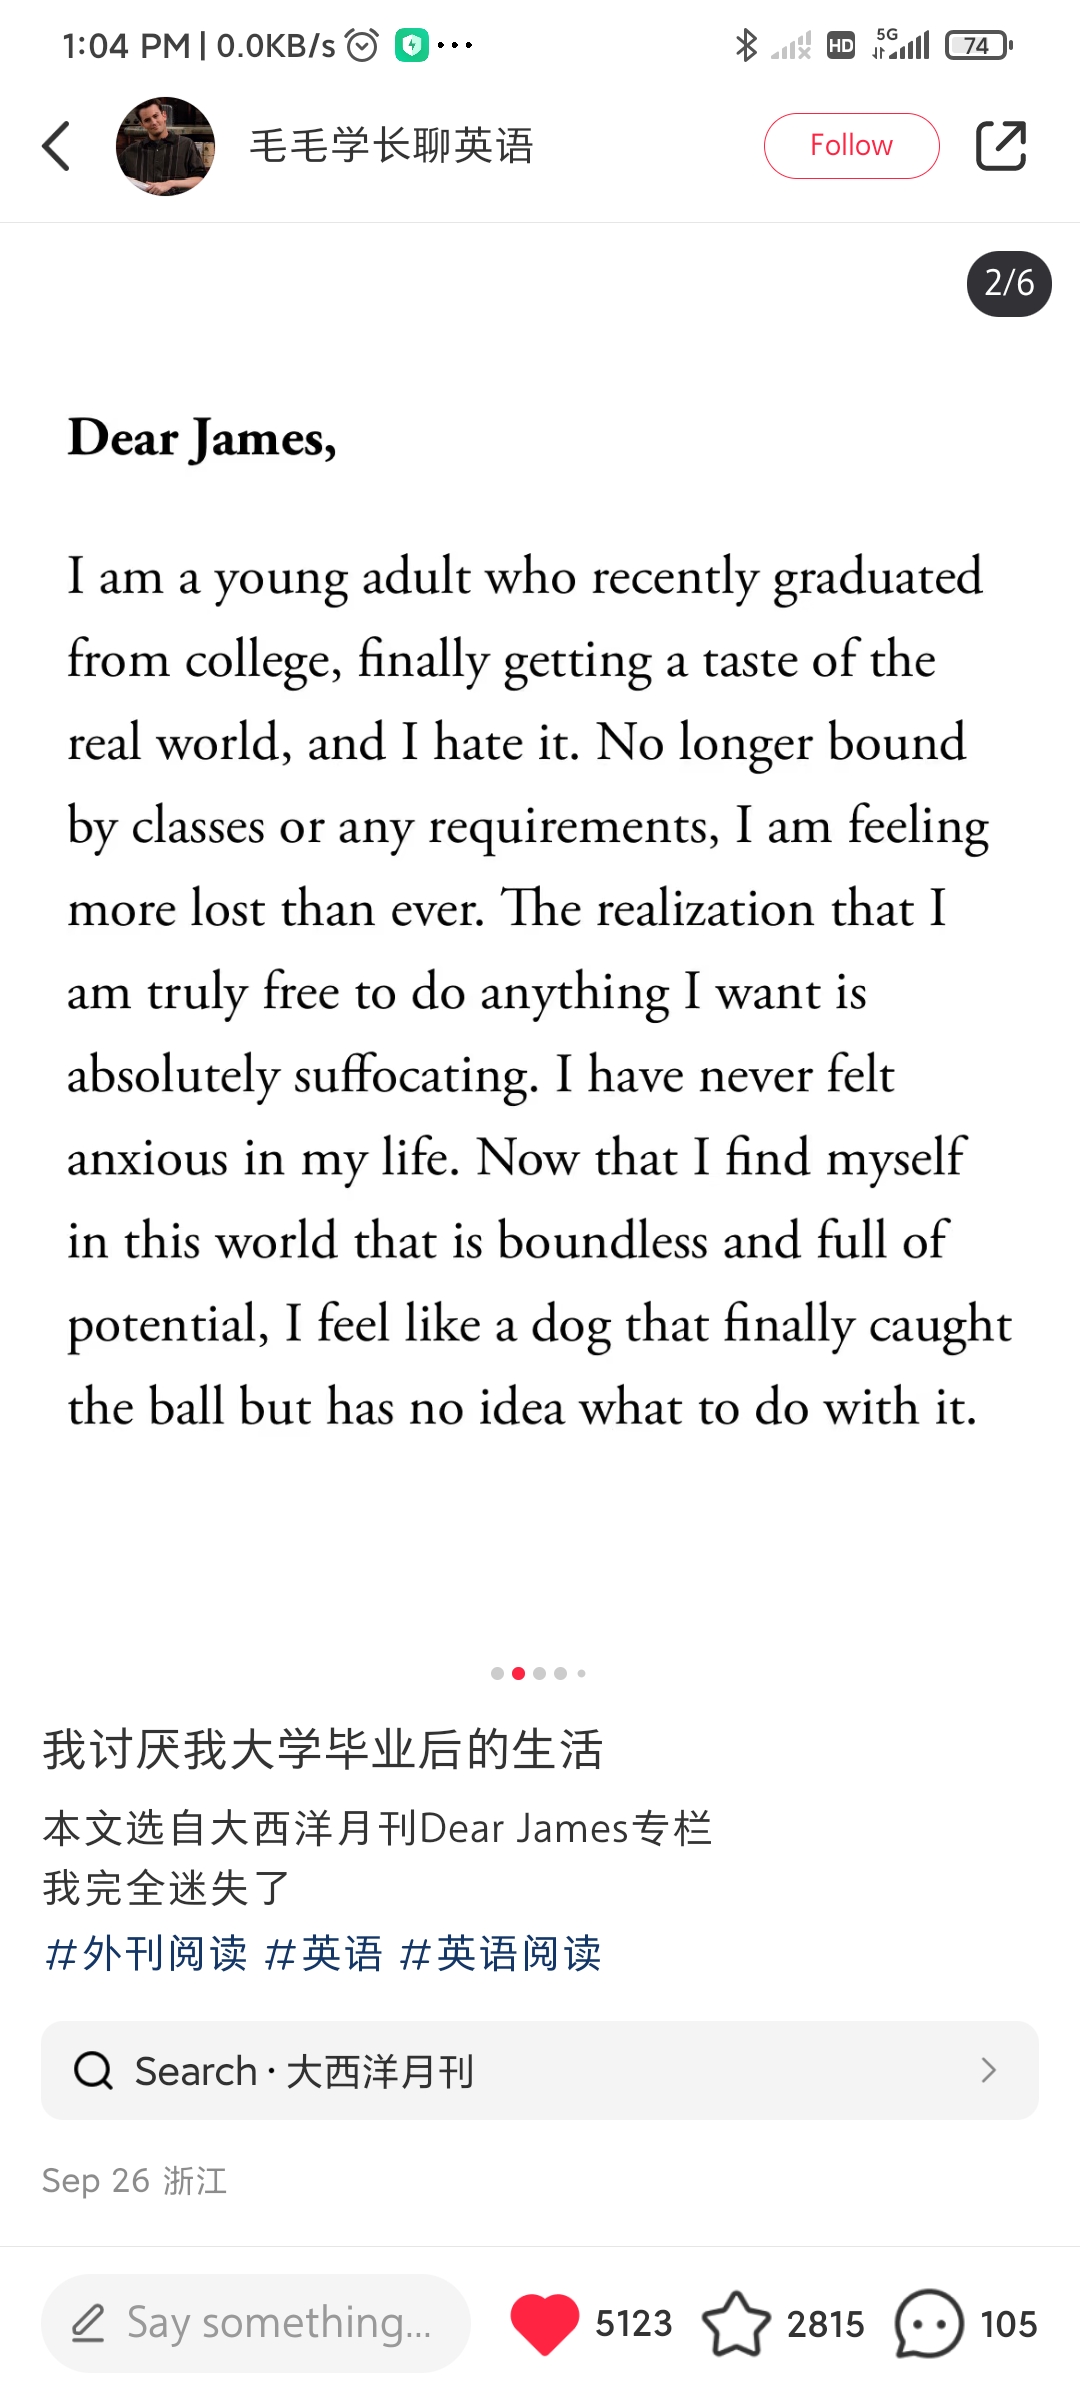 1:04 PM | 0.0KB/s
HD
5G
74
毛毛学长聊英语
Follow
2/6
Dear James,
I am a young adult who recently graduated
from college, finally getting a taste of the
real world, and I hate it. No longer bound
by classes or any requirements, I am feeling
more lost than ever. The realization that I
am truly free to do anything I want is
absolutely suffocating. I have never felt
anxious in my life. Now that I find myself
in this world that is boundless and full of
potential, I feel like a dog that finally caught
the ball but has no idea what to do with it.
我讨厌我大学毕业后的生活
本文选自大西洋月刊Dear James专栏
我完全迷失了
#外刊阅读 #英语 #英语阅读
Search · 大西洋月刊
Sep 26 浙江
Say something...
5123
2815
105